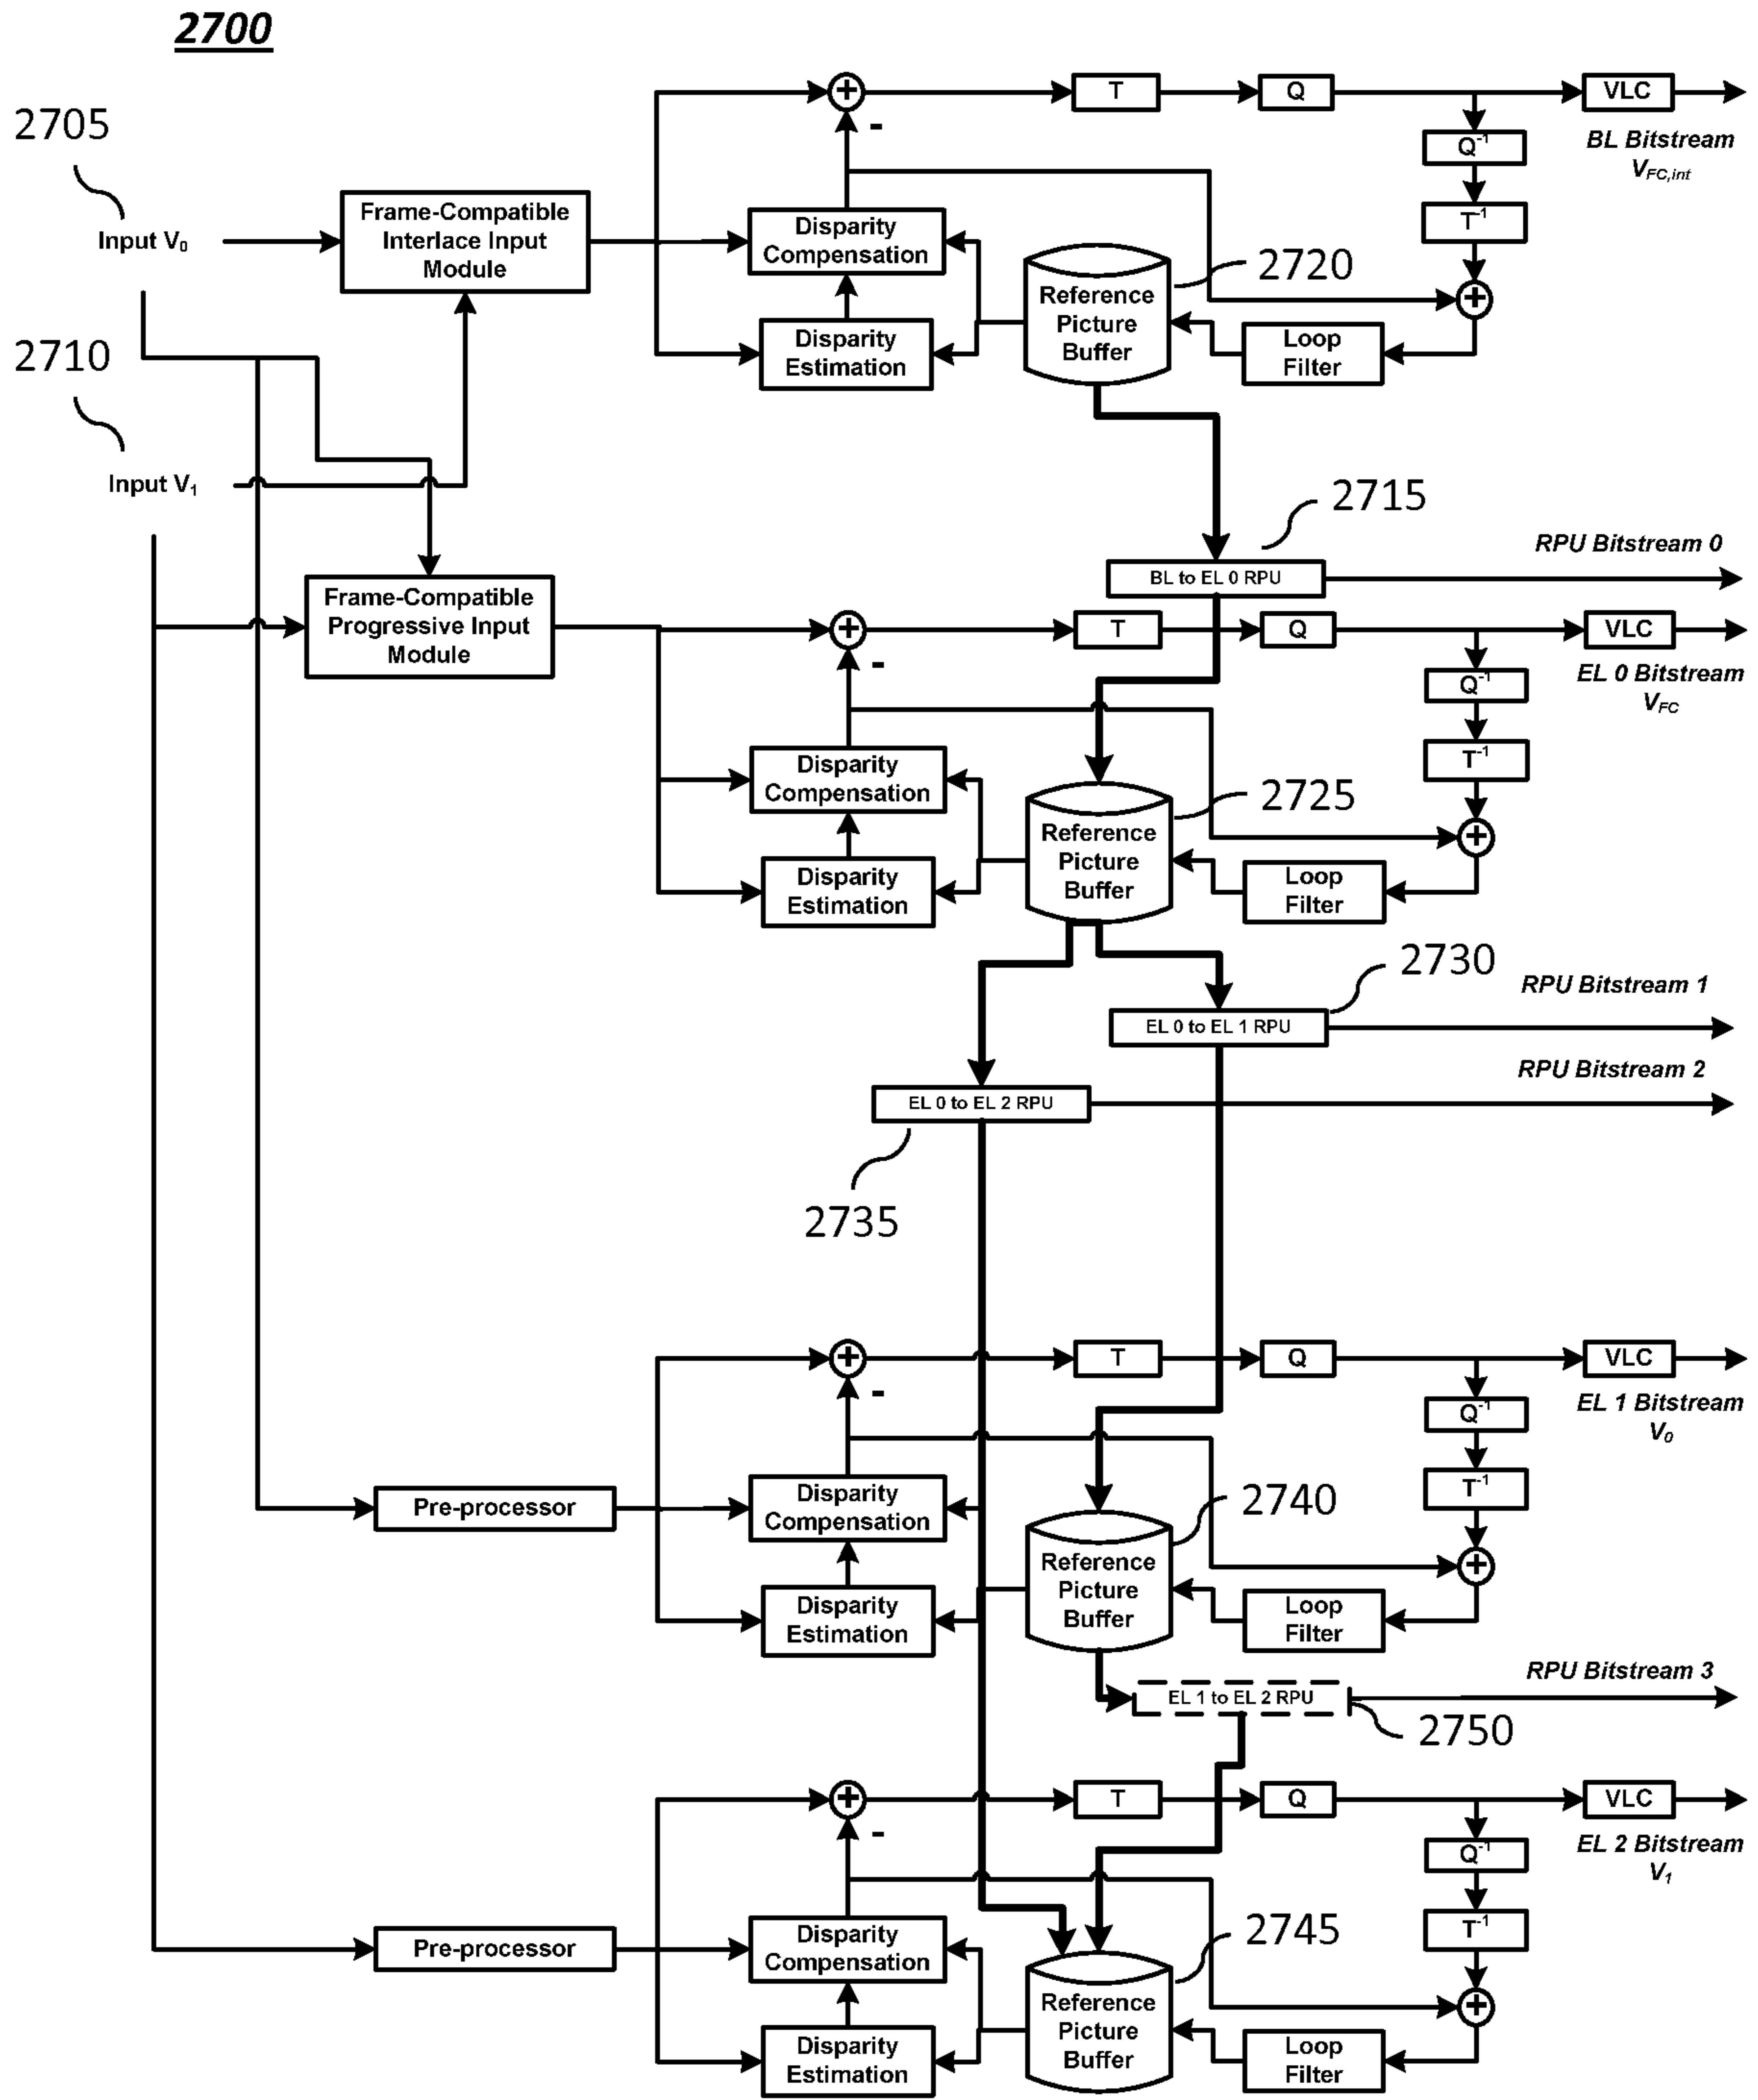 2700
2705
Input V0
2710
Input V1
Frame-Compatible
Interlace Input
Module
+
-
T
Q
VLC
BL Bitstream
VFC,int
Q-1
T-1
+
Disparity
Compensation
Disparity
Estimation
Reference
Picture
Buffer
2720
Loop
Filter
2715
BL to EL 0 RPU
RPU Bitstream 0
Frame-Compatible
Progressive Input
Module
+
-
T
Q
VLC
EL 0 Bitstream
VFC
Q-1
T-1
+
Disparity
Compensation
Disparity
Estimation
Reference
Picture
Buffer
2725
Loop
Filter
2730
EL 0 to EL 1 RPU
RPU Bitstream 1
EL 0 to EL 2 RPU
RPU Bitstream 2
2735
Pre-processor
+
-
T
Q
VLC
EL 1 Bitstream
V0
Q-1
T-1
+
Disparity
Compensation
Disparity
Estimation
Reference
Picture
Buffer
2740
Loop
Filter
EL 1 to EL 2 RPU
RPU Bitstream 3
2750
Pre-processor
+
-
T
Q
VLC
EL 2 Bitstream
V1
Q-1
T-1
+
Disparity
Compensation
Disparity
Estimation
Reference
Picture
Buffer
2745
Loop
Filter